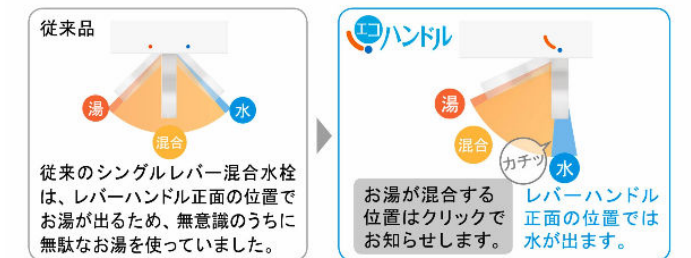 従来品
湯
水
混合
従来のシングルレバー混合水栓
は、レバーハンドル正面の位置で
お湯が出るため、無意識のうちに
無駄なお湯を使っていました。
エコハンドル
湯
混合
カチッ
水
お湯が混合する
位置はクリックで
お知らせします。
レバーハンドル
正面の位置では
水が出ます。